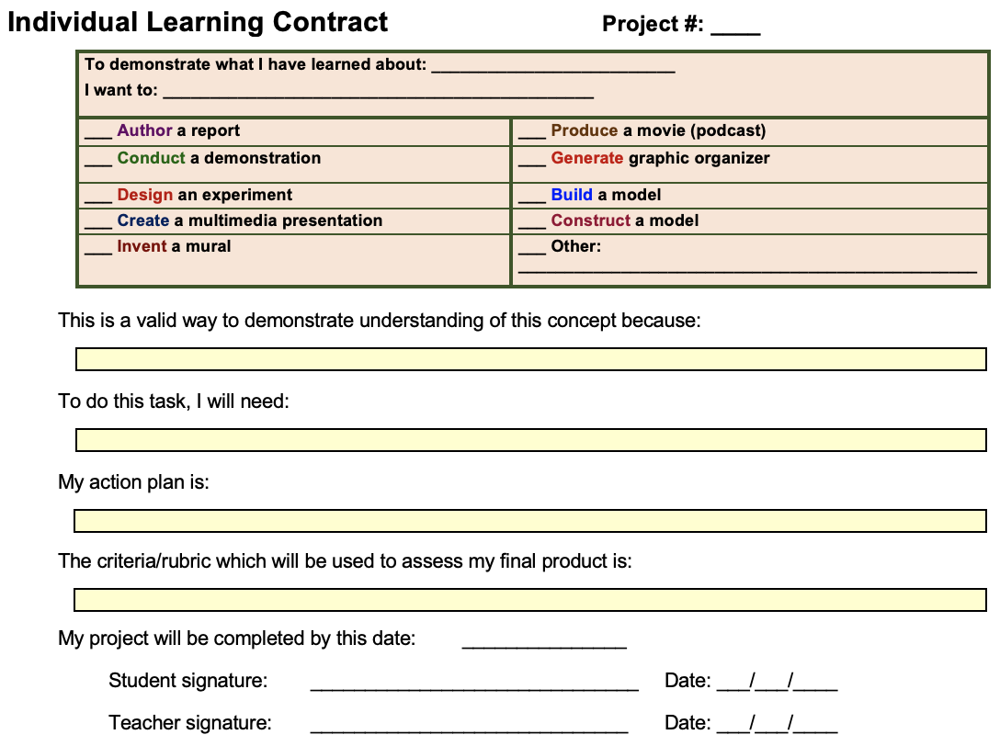 Individual Learning Contract Project #: ____
To demonstrate what I have learned about: ___________________________
I want to: ________________________________________________
___ Author a report ___ Produce a movie (podcast)
___ Conduct a demonstration ___ Generate graphic organizer
___ Design an experiment ___ Build a model
___ Create a multimedia presentation ___ Construct a model
___ Invent a mural ___ Other:
___________________________________________________
This is a valid way to demonstrate understanding of this concept because:
To do this task, I will need:
My action plan is:
The criteria/rubric which will be used to assess my final product is:
My project will be completed by this date: _______________
Student signature: ______________________________ Date: ___/___/____
Teacher signature: _____________________________ Date: ___/___/____